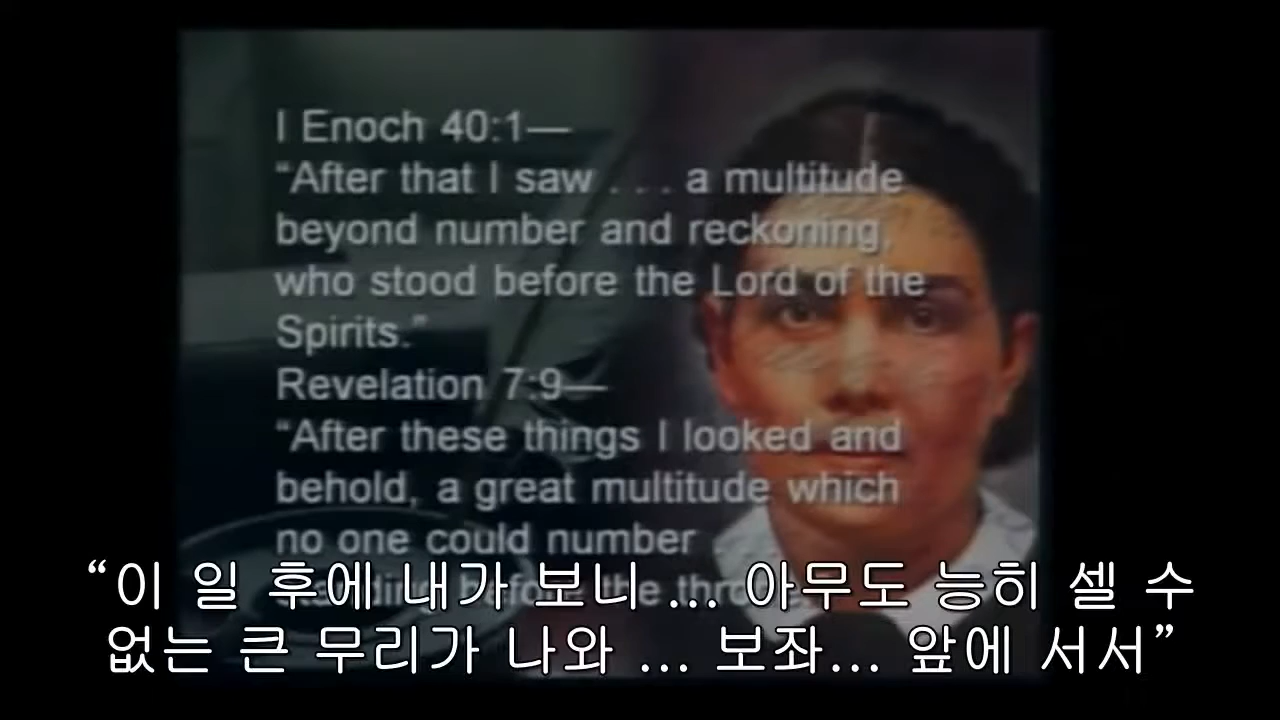 I Enoch 40:1—
“After that I saw . . . a multitude
beyond number and reckoning,
who stood before the Lord of the
Spirits.”
Revelation 7:9—
“After these things I looked and
behold, a great multitude which
no one could number . . .
before the throne
“이 일 후에 내가 보니 ... 아무도 능히 셀 수
없는 큰 무리가 나와 ... 보좌... 앞에 서서”